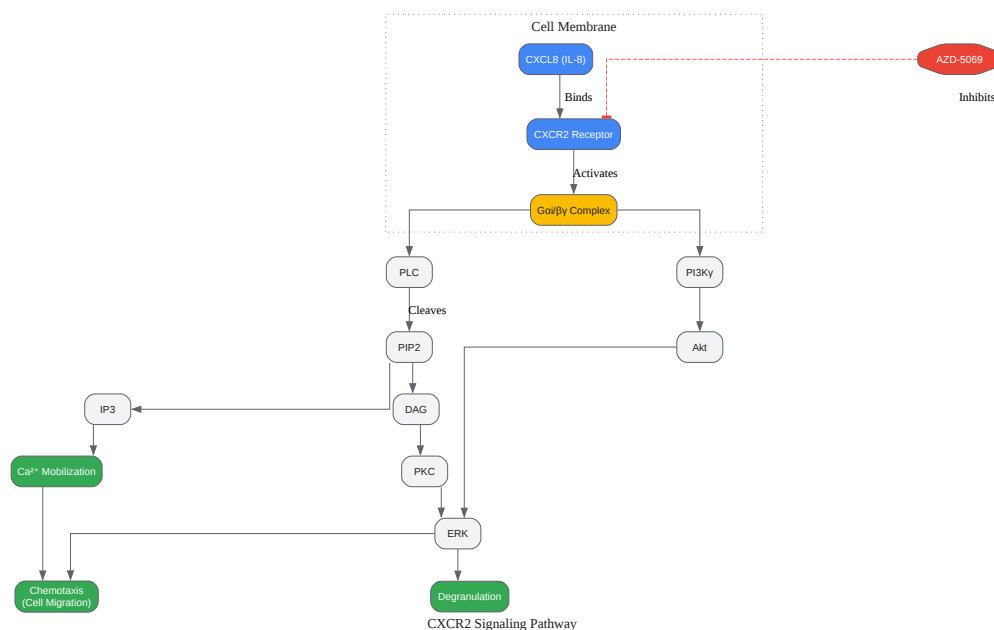 Cell Membrane
CXCL8 (IL-8)
AZD-5069
Binds
Inhibits
CXCR2 Receptor
Activates
Gαi/βγ Complex
PLC
PI3Kγ
Cleaves
PIP2
Akt
IP3
DAG
Ca²⁺ Mobilization
PKC
ERK
Chemotaxis
(Cell Migration)
Degranulation
CXCR2 Signaling Pathway